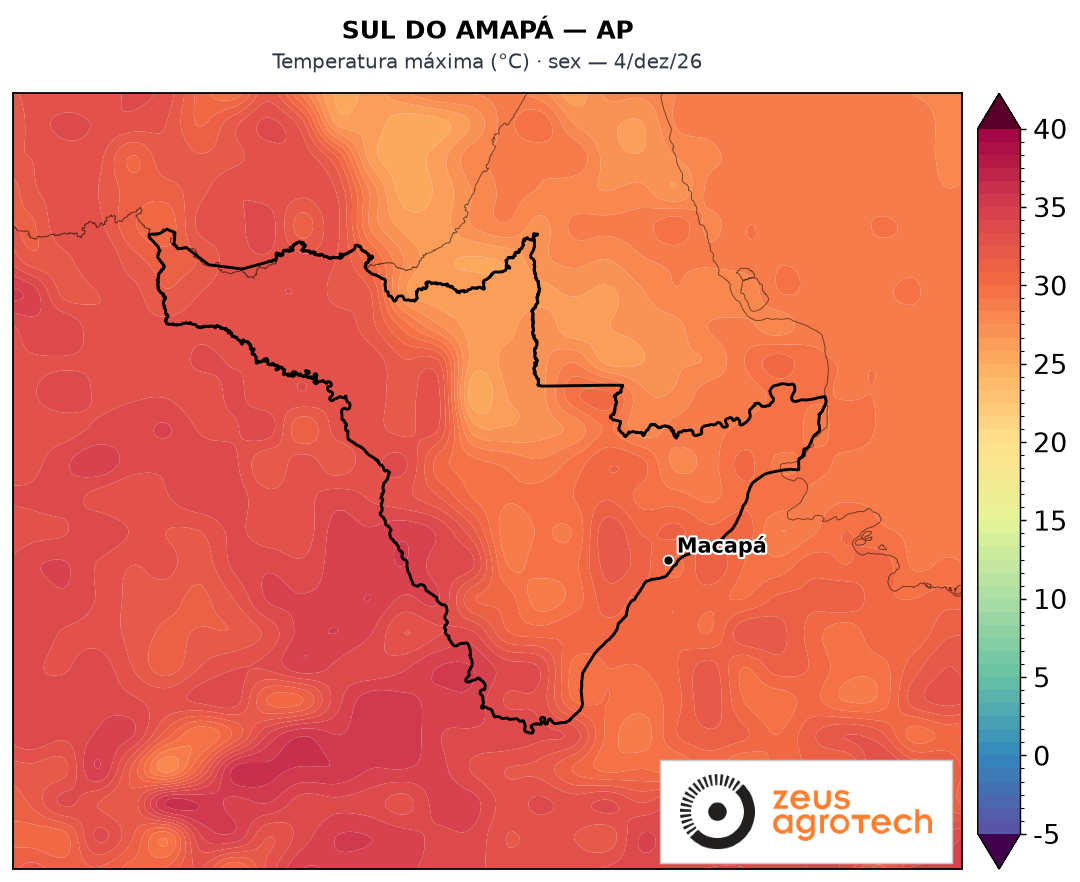 SUL DO AMAPÁ — AP
Temperatura máxima (°C) · sex — 4/dez/26
40
35
30
25
20
15
10
5
0
-5
Macapá
zeus
agrotech